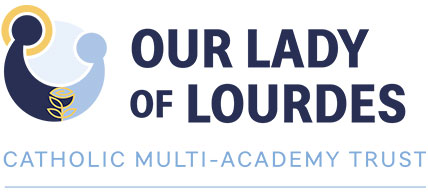 OUR LADY
OF LOURDES
CATHOLIC MULTI-ACADEMY TRUST